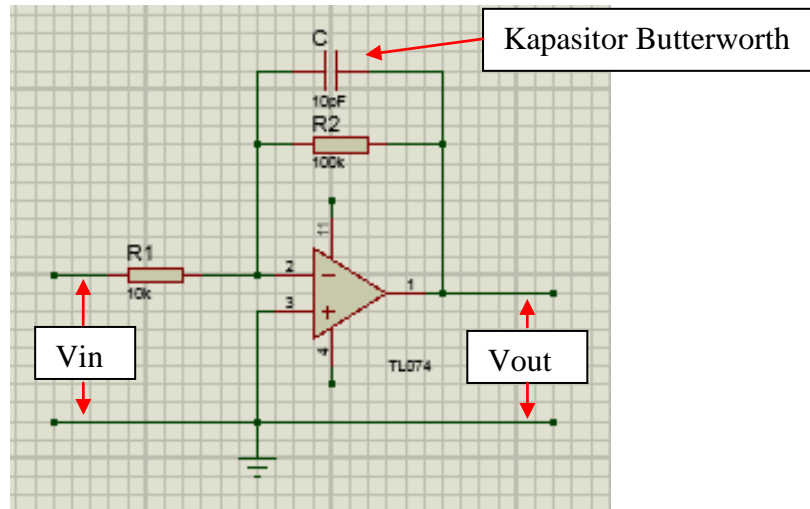 Kapasitor Butterworth
C
10pF
R2
100k
11
R1
10k
2
3
1
4
TL074
Vin
Vout